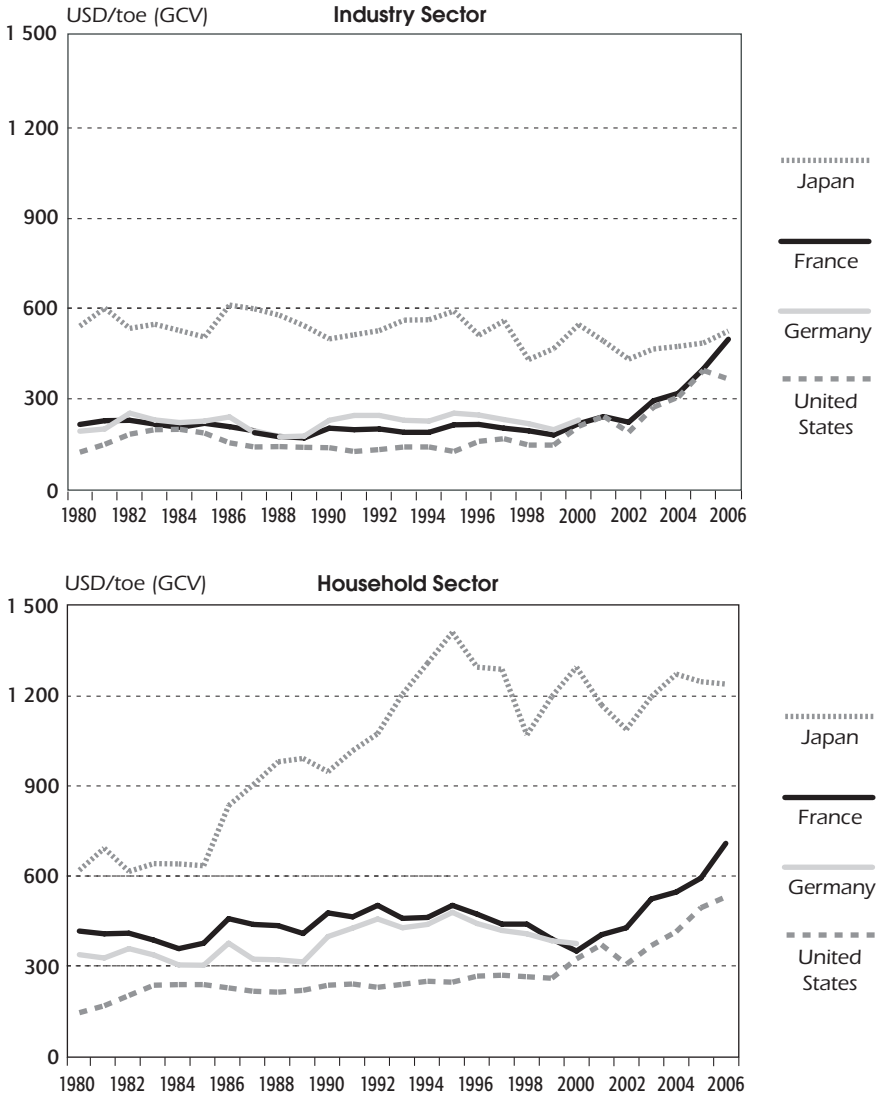 USD/toe (GCV) Industry Sector
1 500
1 200
900
600
300
0
1980 1982 1984 1986 1988 1990 1992 1994 1996 1998 2000 2002 2004 2006
Japan
France
Germany
United
States
USD/toe (GCV) Household Sector
1 500
1 200
900
600
300
0
1980 1982 1984 1986 1988 1990 1992 1994 1996 1998 2000 2002 2004 2006
Japan
France
Germany
United
States